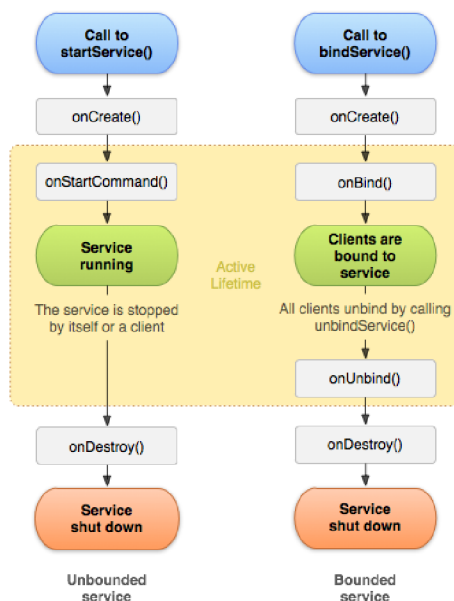 Call to
startService()
onCreate()
onStartCommand()
Service
running
The service is stopped
by itself or a client
onDestroy()
Service
shut down
Unbounded
service
Active
Lifetime
Call to
bindService()
onCreate()
onBind()
Clients are
bound to
service
All clients unbind by calling
unbindService()
onUnbind()
onDestroy()
Service
shut down
Bounded
service